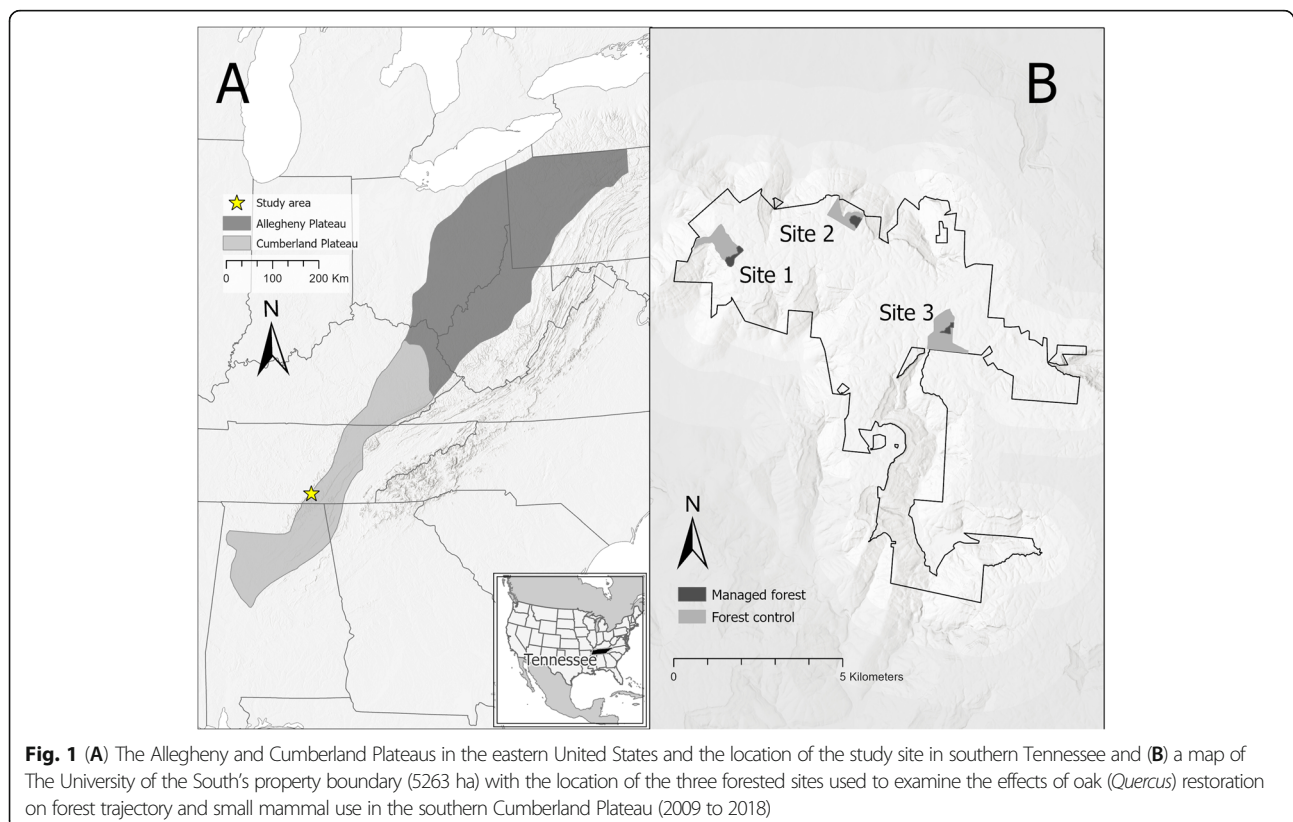 A
Study area
Allegheny Plateau
Cumberland Plateau
0 100 200 Km
N
Tennessee
B
Site 2
Site 1
Site 3
N
Managed forest
Forest control
0 5 Kilometers
Fig. 1 (A) The Allegheny and Cumberland Plateaus in the eastern United States and the location of the study site in southern Tennessee and (B) a map of
The University of the South's property boundary (5263 ha) with the location of the three forested sites used to examine the effects of oak (Quercus) restoration
on forest trajectory and small mammal use in the southern Cumberland Plateau (2009 to 2018)